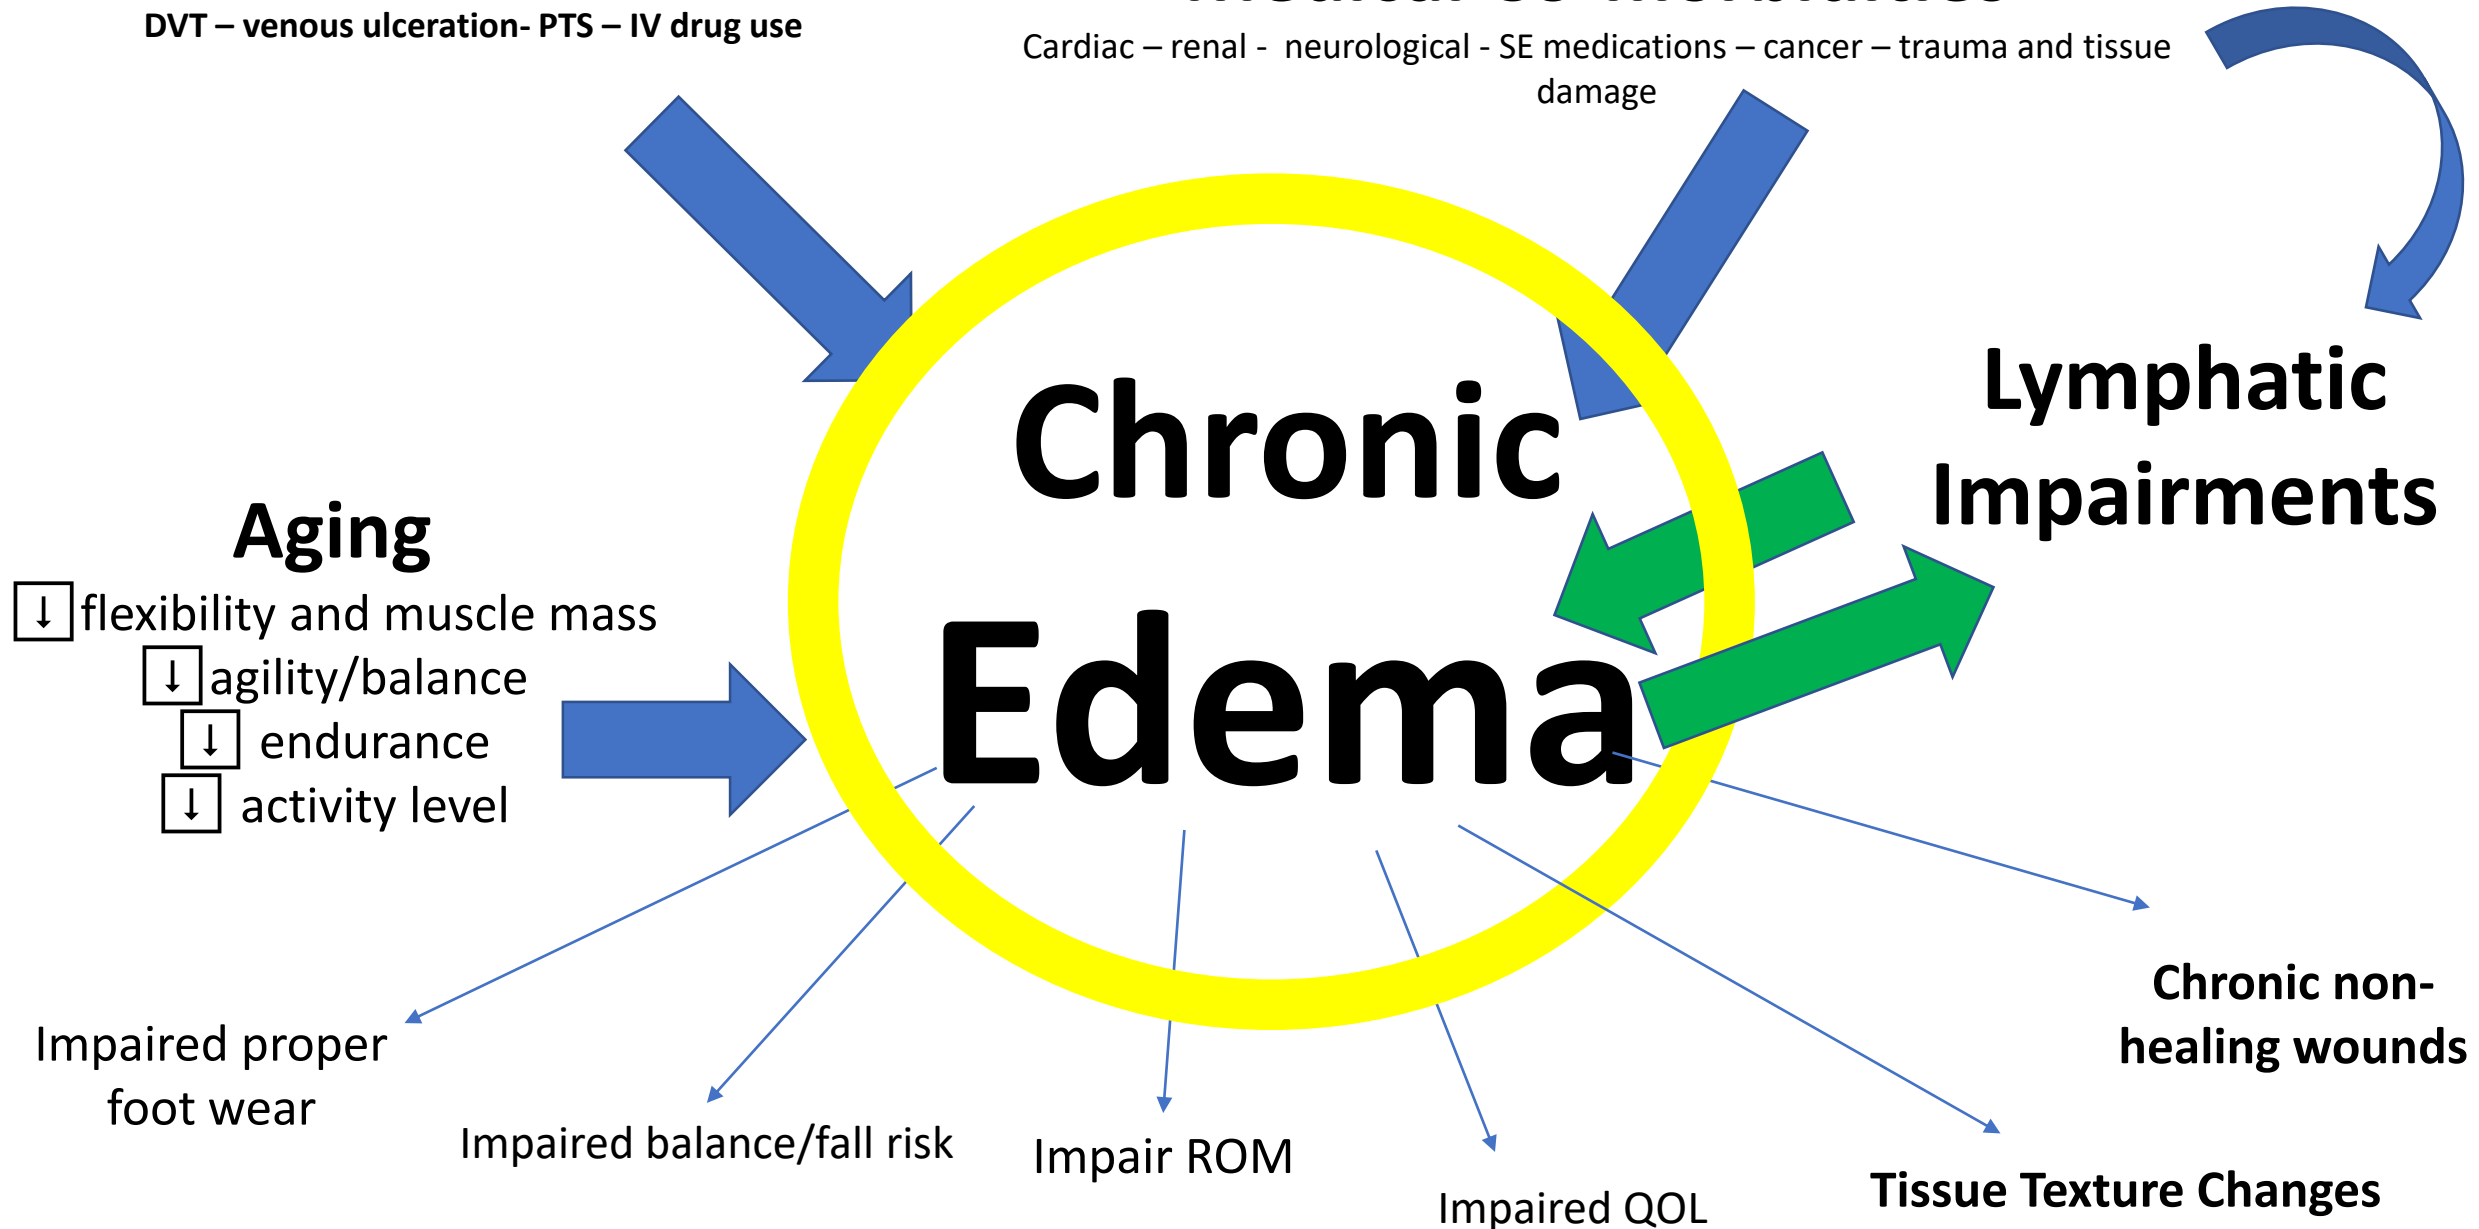 DVT – venous ulceration- PTS – IV drug use
Cardiac – renal -  neurological - SE medications – cancer – trauma and tissue
damage
Chronic
Edema
Lymphatic
Impairments
Aging
↓ flexibility and muscle mass
↓ agility/balance
↓ endurance
↓ activity level
Impaired proper
foot wear
Impaired balance/fall risk
Impair ROM
Impaired QOL
Tissue Texture Changes
Chronic non-
healing wounds